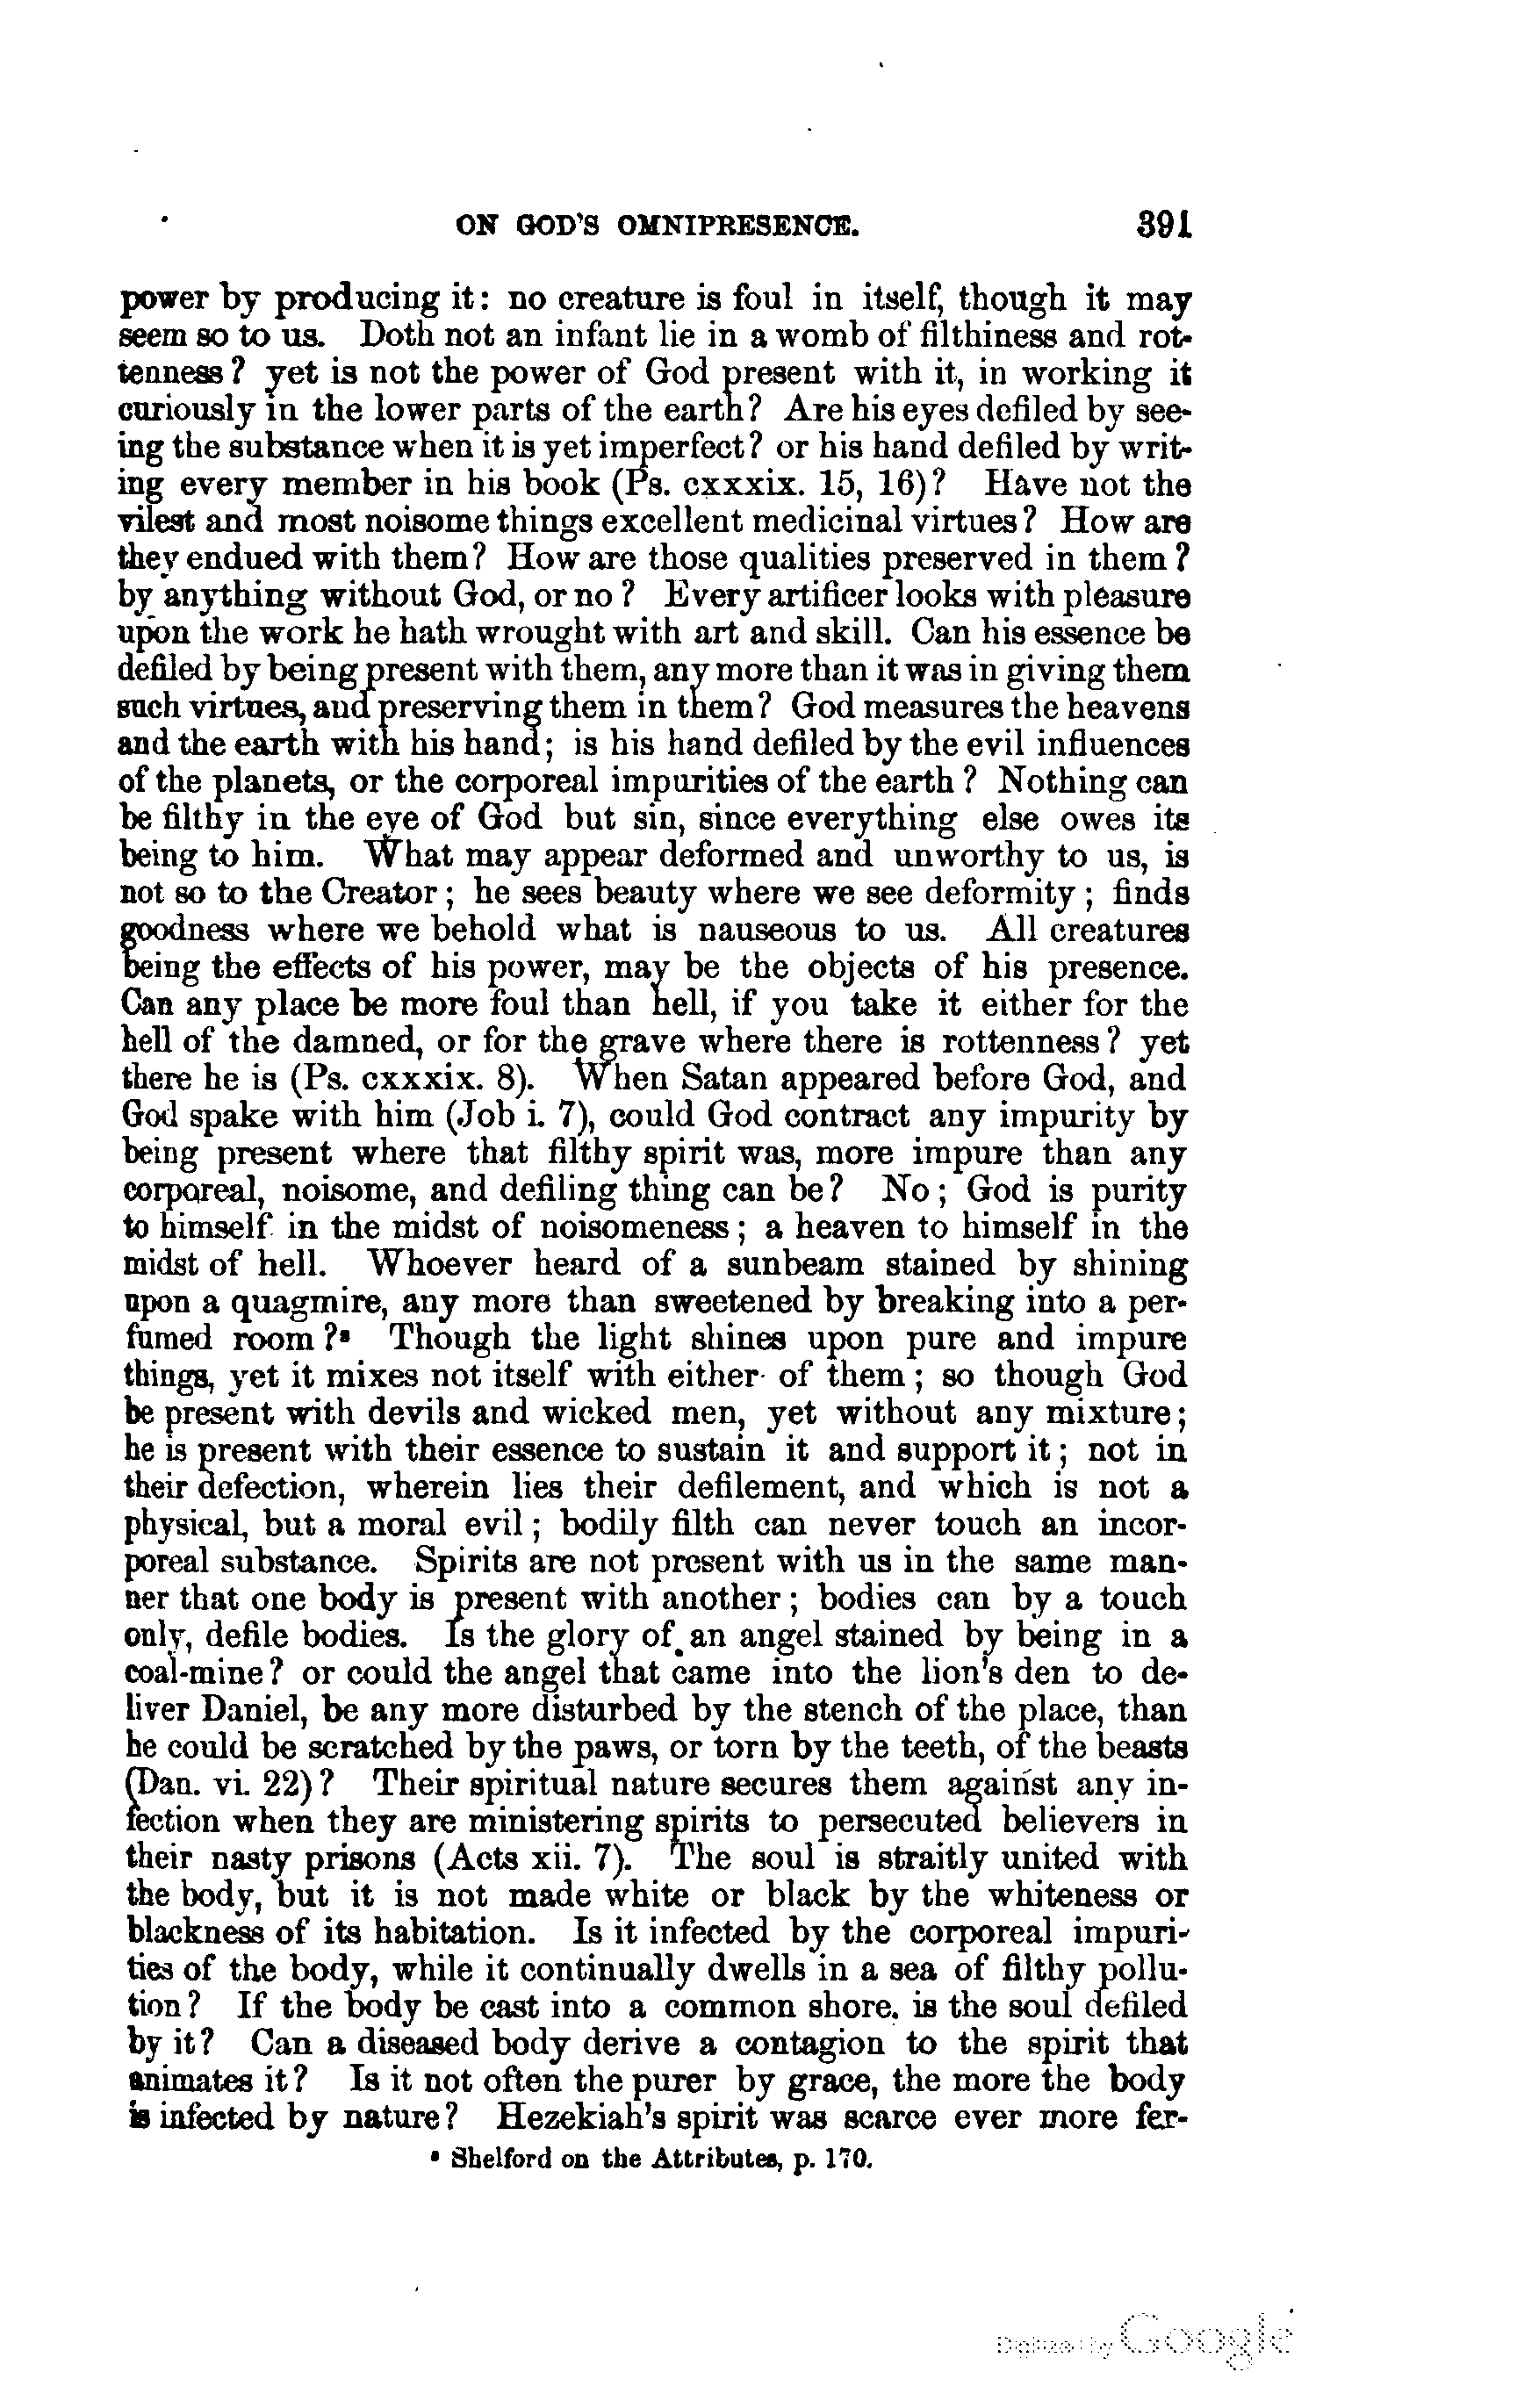 ON GOD'S OMNIPRESENCE. 391
power by producing it: no creature is foul in itself, though it may
seem so to us. Doth not an infant lie in a womb of filthiness and rot-
tenness? yet is not the power of God present with it, in working it
curiously in the lower parts of the earth? Are his eyes defiled by see-
ing the substance when it is yet imperfect? or his hand defiled by writ-
ing every member in his book (Ps. cxxxix. 15, 16)? Have not the
vilest and most noisome things excellent medicinal virtues? How are
they endued with them? How are those qualities preserved in them?
by anything without God, or no? Every artificer looks with pleasure
upon the work he hath wrought with art and skill. Can his essence be
defiled by being present with them, any more than it was in giving them
such virtues, and preserving them in them? God measures the heavens
and the earth with his hand; is his hand defiled by the evil influences
of the planets, or the corporeal impurities of the earth? Nothing can
be filthy in the eye of God but sin, since everything else owes its
being to him. What may appear deformed and unworthy to us, is
not so to the Creator; he sees beauty where we see deformity; finds
goodness where we behold what is nauseous to us. All creatures
being the effects of his power, may be the objects of his presence.
Can any place be more foul than hell, if you take it either for the
hell of the damned, or for the grave where there is rottenness? yet
there he is (Ps. cxxxix. 8). When Satan appeared before God, and
God spake with him (Job i. 7), could God contract any impurity by
being present where that filthy spirit was, more impure than any
corporeal, noisome, and defiling thing can be? No; God is purity
to himself in the midst of noisomeness; a heaven to himself in the
midst of hell. Whoever heard of a sunbeam stained by shining
upon a quagmire, any more than sweetened by breaking into a per-
fumed room?s Though the light shines upon pure and impure
things, yet it mixes not itself with either of them; so though God
be present with devils and wicked men, yet without any mixture;
he is present with their essence to sustain it and support it; not in
their defection, wherein lies their defilement, and which is not a
physical, but a moral evil; bodily filth can never touch an incor-
poreal substance. Spirits are not present with us in the same man-
ner that one body is present with another; bodies can by a touch
only, defile bodies. Is the glory of an angel stained by being in a
coal-mine? or could the angel that came into the lion's den to de-
liver Daniel, be any more disturbed by the stench of the place, than
he could be scratched by the paws, or torn by the teeth, of the beasts
(Dan. vi. 22)? Their spiritual nature secures them against any in-
fection when they are ministering spirits to persecuted believers in
their nasty prisons (Acts xii. 7). The soul is straitly united with
the body, but it is not made white or black by the whiteness or
blackness of its habitation. Is it infected by the corporeal impuri-
ties of the body, while it continually dwells in a sea of filthy pollu-
tion? If the body be cast into a common shore. is the soul defiled
by it? Can a diseased body derive a contagion to the spirit that
animates it? Is it not often the purer by grace, the more the body
is infected by nature? Hezekiah's spirit was scarce ever more fer-
s Shelford on the Attributes, p. 170.
Digitized by Google